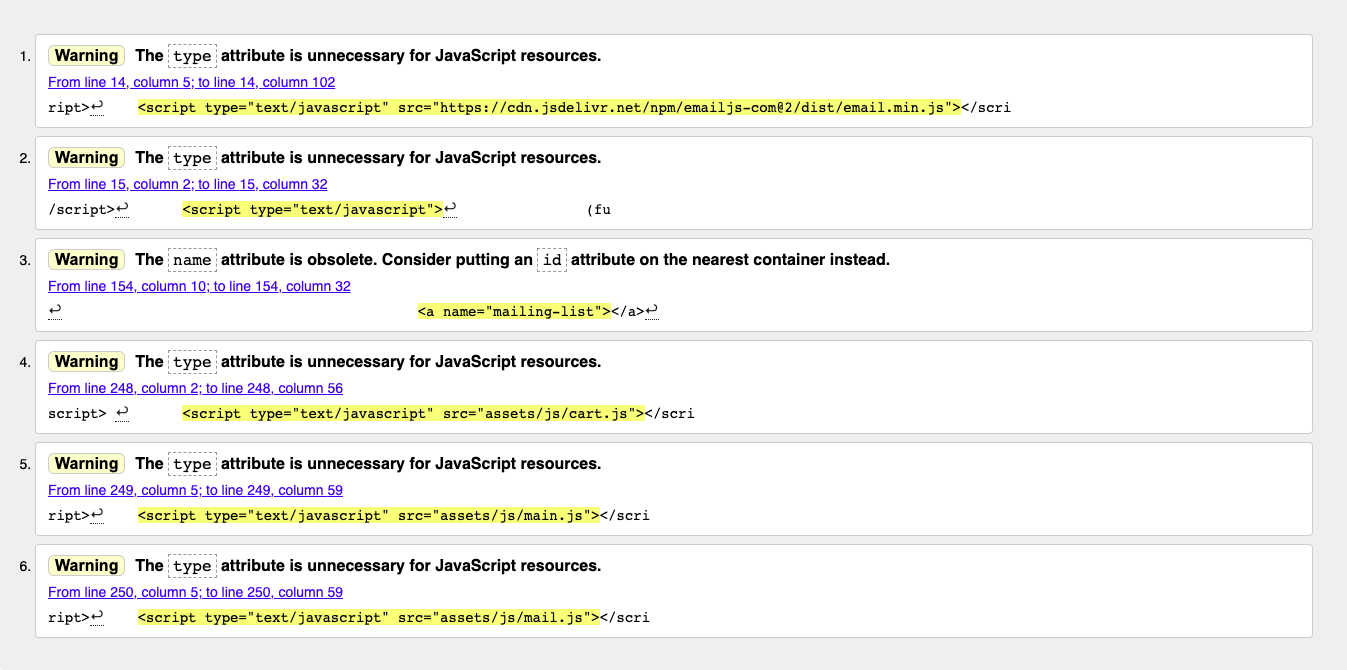 1. Warning The type attribute is unnecessary for JavaScript resources.
From line 14, column 5; to line 14, column 102
ript>↩ <script type="text/javascript" src="https://cdn.jsdelivr.net/npm/emailjs-com@2/dist/email.min.js"></scri
2. Warning The type attribute is unnecessary for JavaScript resources.
From line 15, column 2; to line 15, column 32
/script>↩ <script type="text/javascript">↩ (fu
3. Warning The name attribute is obsolete. Consider putting an id attribute on the nearest container instead.
From line 154, column 10; to line 154, column 32
↩ <a name="mailing-list"></a>↩
4. Warning The type attribute is unnecessary for JavaScript resources.
From line 248, column 2; to line 248, column 56
script> ↩ <script type="text/javascript" src="assets/js/cart.js"></scri
5. Warning The type attribute is unnecessary for JavaScript resources.
From line 249, column 5; to line 249, column 59
ript>↩ <script type="text/javascript" src="assets/js/main.js"></scri
6. Warning The type attribute is unnecessary for JavaScript resources.
From line 250, column 5; to line 250, column 59
ript>↩ <script type="text/javascript" src="assets/js/mail.js"></scri